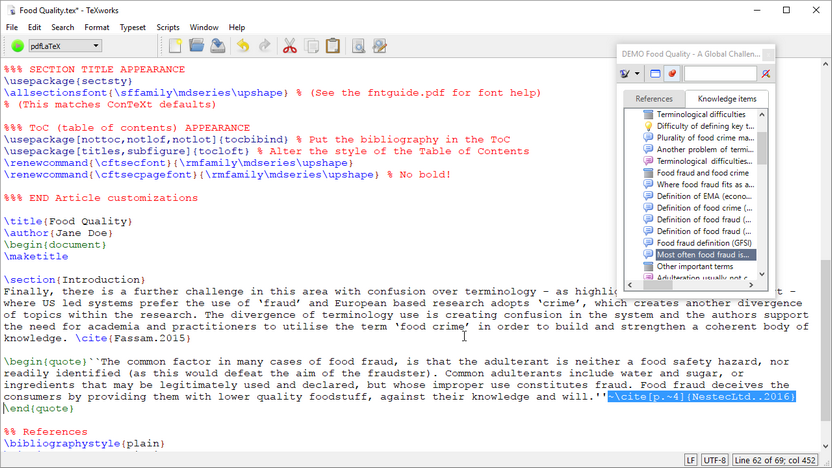 Food Quality.tex* - TeXworks
File Edit Search Format Typeset Scripts Window Help
pdfLaTeX
%%% SECTION TITLE APPEARANCE
\usepackage{sectsty}
\allsectionsfont{\sffamily\mdseries\upshape} % (See the fntguide.pdf for font help)
% (This matches ConTeXt defaults)
%%% ToC (table of contents) APPEARANCE
\usepackage[nottoc,notlof,notlot]{tocbibind} % Put the bibliography in the ToC
\usepackage[titles,subfigure]{tocloft} % Alter the style of the Table of Contents
\renewcommand{\cftsecfont}{\rmfamily\mdseries\upshape}
\renewcommand{\cftsecpagefont}{\rmfamily\mdseries\upshape} % No bold!
%%% END Article customizations
\title{Food Quality}
\author{Jane Doe}
\begin{document}
\maketitle
\section{Introduction}
Finally, there is a further challenge in this area with confusion over terminology - as
where US led systems prefer the use of ‘fraud’ and European based research adopts ‘crime’, which creates another divergence
of topics within the research. The divergence of terminology use is creating confusion in the system and the authors support
the need for academia and practitioners to utilise the term ‘food crime’ in order to build and strengthen a coherent body of
knowledge. \cite{Fassam.2015}
\begin{quote}``The common factor in many cases of food fraud, is that the adulterant is neither a food safety hazard, nor
readily identified (as this would defeat the aim of the fraudster). Common adulterants include water and sugar, or
ingredients that may be legitimately used and declared, but whose improper use constitutes fraud. Food fraud deceives the
consumers by providing them with lower quality foodstuff, against their knowledge and will.''~\cite[p.~4]{NestecLtd..2016}
\end{quote}
%% References
\bibliographystyle{plain}
DEMO Food Quality - A Global Challen...
References Knowledge items
Terminological difficulties
Difficulty of defining key t...
Plurality of food crime ma...
Another problem of termi...
Terminological difficulties...
Food fraud and food crime
Where food fraud fits as a...
Definition of EMA (econo...
Definition of food crime (...
Definition of food fraud (...
Definition of food fraud (...
Food fraud definition (GFSI)
Most often food fraud is...
Other important terms
Adulteration usually not c...
LF UTF-8 Line 62 of 69; col 452